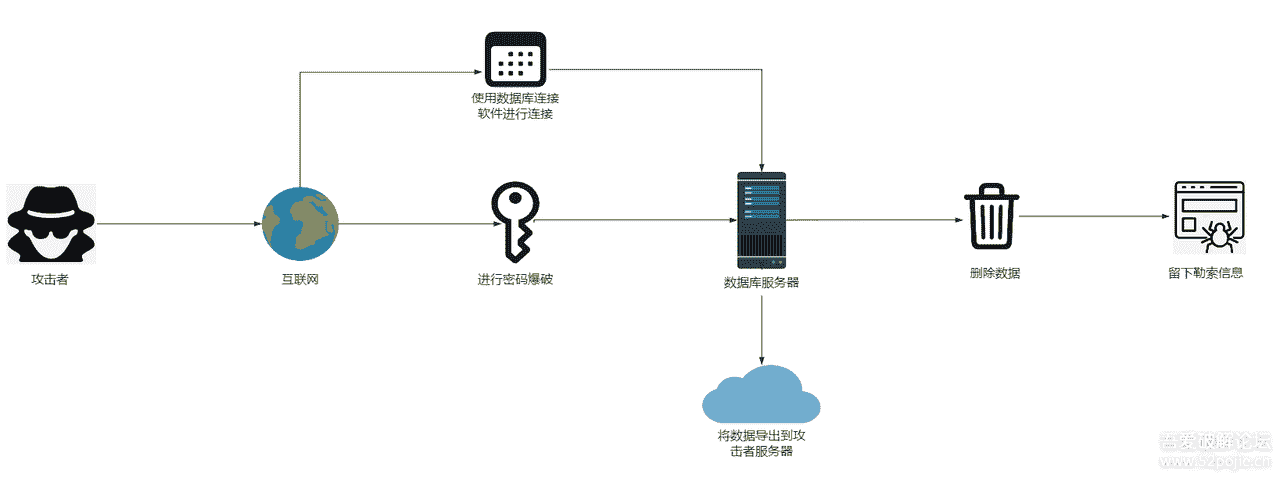 使用数据库连接
软件进行连接
攻击者
互联网
进行密码爆破
数据库服务器
删除数据
留下勒索信息
将数据导出到攻
击者服务器
吾爱破解论坛
www.52pojie.cn